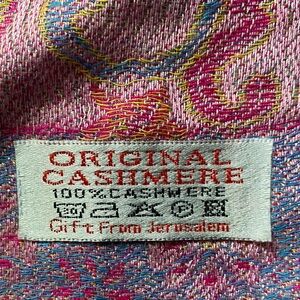 ORIGINAL
CASHMERE
100%CASHMERE
Gift From Jerusalem